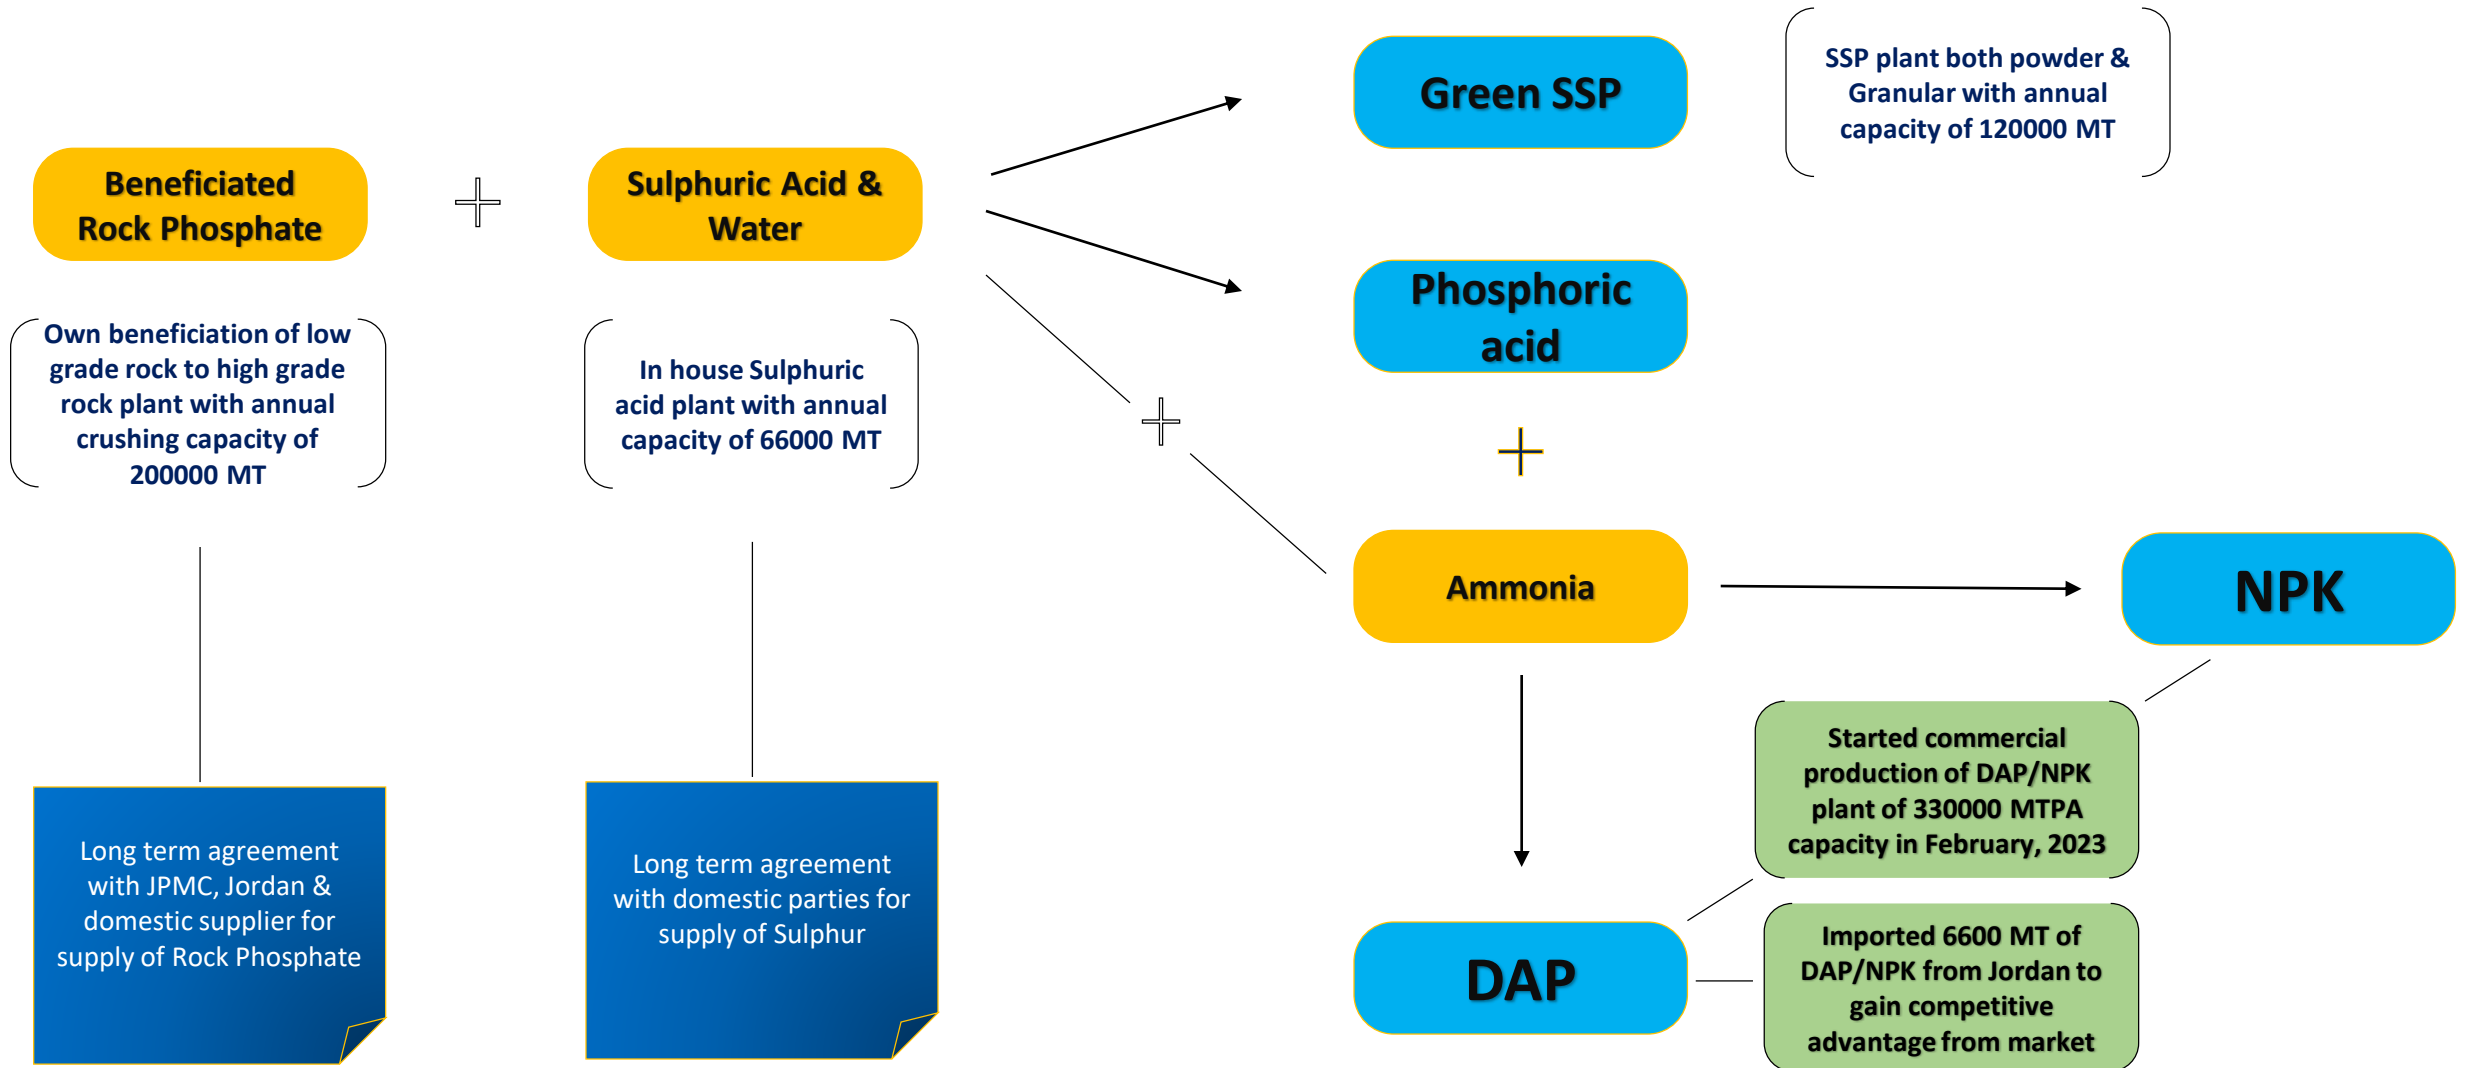 Beneficiated
Rock Phosphate
Sulphuric Acid &
Water
Green SSP
SSP plant both powder &
Granular with annual
capacity of 120000 MT
Phosphoric
acid
Own beneficiation of low
grade rock to high grade
rock plant with annual
crushing capacity of
200000 MT
In house Sulphuric
acid plant with annual
capacity of 66000 MT
Ammonia
NPK
Started commercial
production of DAP/NPK
plant of 330000 MTPA
capacity in February, 2023
Long term agreement
with JPMC, Jordan &
domestic supplier for
supply of Rock Phosphate
Long term agreement
with domestic parties for
supply of Sulphur
DAP
Imported 6600 MT of
DAP/NPK from Jordan to
gain competitive
advantage from market